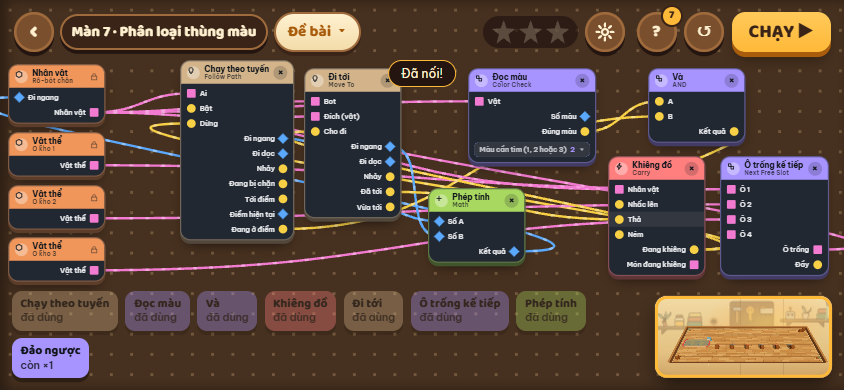 Màn 7 · Phân loại thùng màu
Đề bài
7
?
CHẠY
Đã nối!
Nhân vật
Rô-bốt chân
Đi ngang
Nhân vật
Vật thể
Ô kho 1
Vật thể
Vật thể
Ô kho 2
Vật thể
Vật thể
Ô kho 3
Vật thể
Chạy theo tuyến
Follow Path
Ai
Bật
Dừng
Đi ngang
Đi dọc
Nhảy
Đang bị chặn
Tới điểm
Điểm hiện tại
Đang ở điểm
Đi tới
Move To
Bot
Đích (vật)
Cho đi
Đi ngang
Đi dọc
Nhảy
Đã tới
Vừa tới
Đọc màu
Color Check
Vật
Số màu
Đúng màu
Màu cần tìm (1, 2 hoặc 3) 2
Phép tính
Math
Số A
Số B
Kết quả
Và
AND
A
B
Kết quả
Khiêng đồ
Carry
Nhân vật
Nhấc lên
Thả
Ném
Đang khiêng
Món đang khiêng
Ô trống kế tiếp
Next Free Slot
Ô 1
Ô 2
Ô 3
Ô 4
Ô trống
Đầy
Chạy theo tuyến
đã dùng
Đọc màu
đã dùng
Và
đã dùng
Khiêng đồ
đã dùng
Đi tới
đã dùng
Ô trống kế tiếp
đã dùng
Phép tính
đã dùng
Đảo ngược
còn ×1